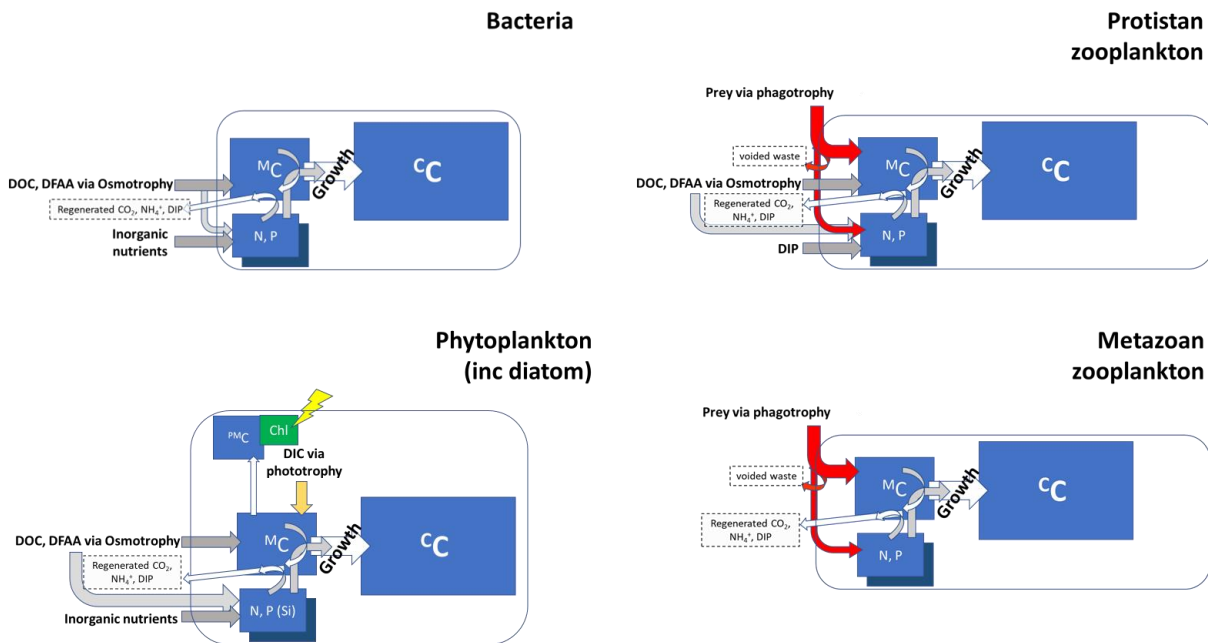 Bacteria
MC
CC
Growth
DOC, DFAA via Osmotrophy
Regenerated CO2, NH4+, DIP
N, P
Inorganic
nutrients
Protistan
zooplankton
Prey via phagotrophy
voided waste
MC
CC
Growth
DOC, DFAA via Osmotrophy
Regenerated CO2,
NH4+, DIP
N, P
DIP
Phytoplankton
(inc diatom)
PMC
Chl
DIC via
phototrophy
MC
CC
Growth
DOC, DFAA via Osmotrophy
Regenerated CO2,
NH4+, DIP
N, P (Si)
Inorganic nutrients
Metazoan
zooplankton
Prey via phagotrophy
voided waste
MC
CC
Growth
Regenerated CO2,
NH4+, DIP
N, P